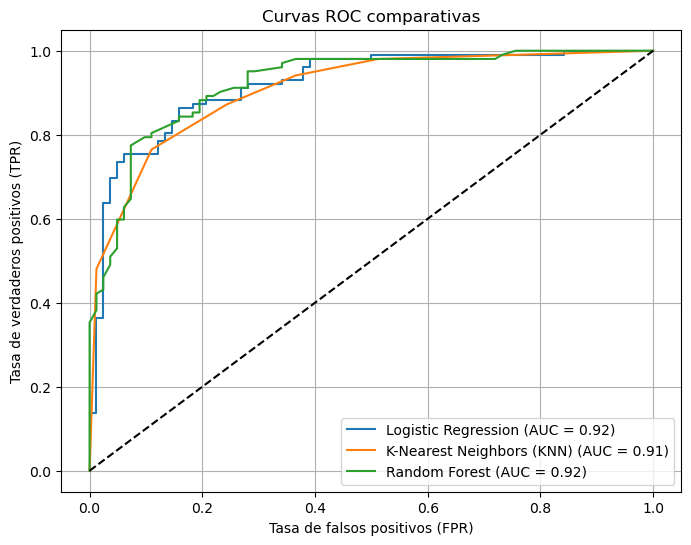 Curvas ROC comparativas
Tasa de verdaderos positivos (TPR)
1.0
0.8
0.6
0.4
0.2
0.0
Logistic Regression (AUC = 0.92)
K-Nearest Neighbors (KNN) (AUC = 0.91)
Random Forest (AUC = 0.92)
0.0 0.2 0.4 0.6 0.8 1.0
Tasa de falsos positivos (FPR)